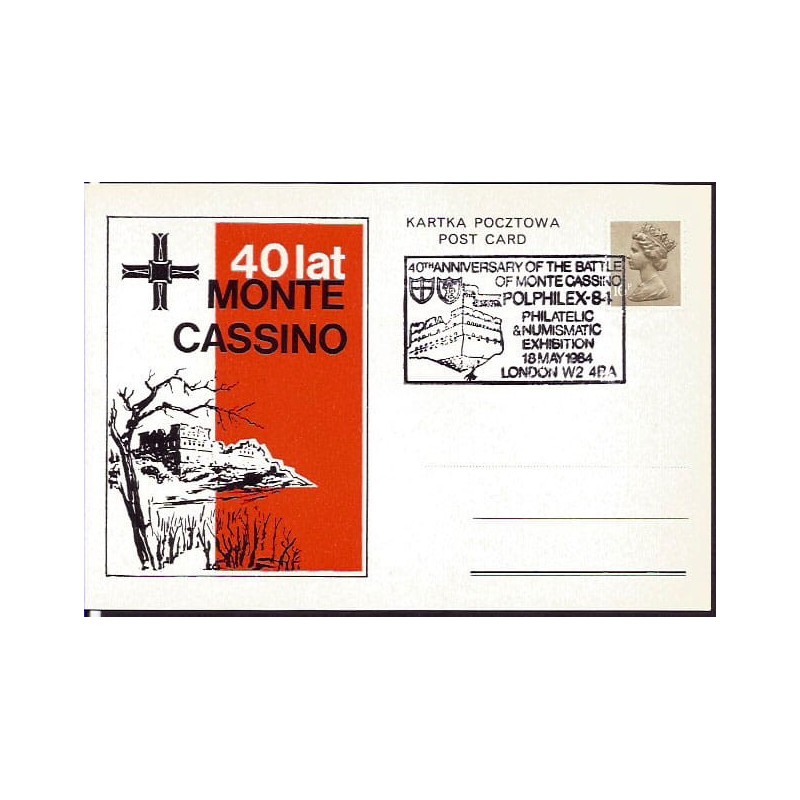 40 lat
MONTE
CASSINO
KARTKA POCZTOWA
POST CARD
40TH ANNIVERSARY OF THE BATTLE
OF MONTE CASSINO
POLPHILEX-84
PHILATELIC
& NUMISMATIC
EXHIBITION
18 MAY 1984
LONDON W2 4BA